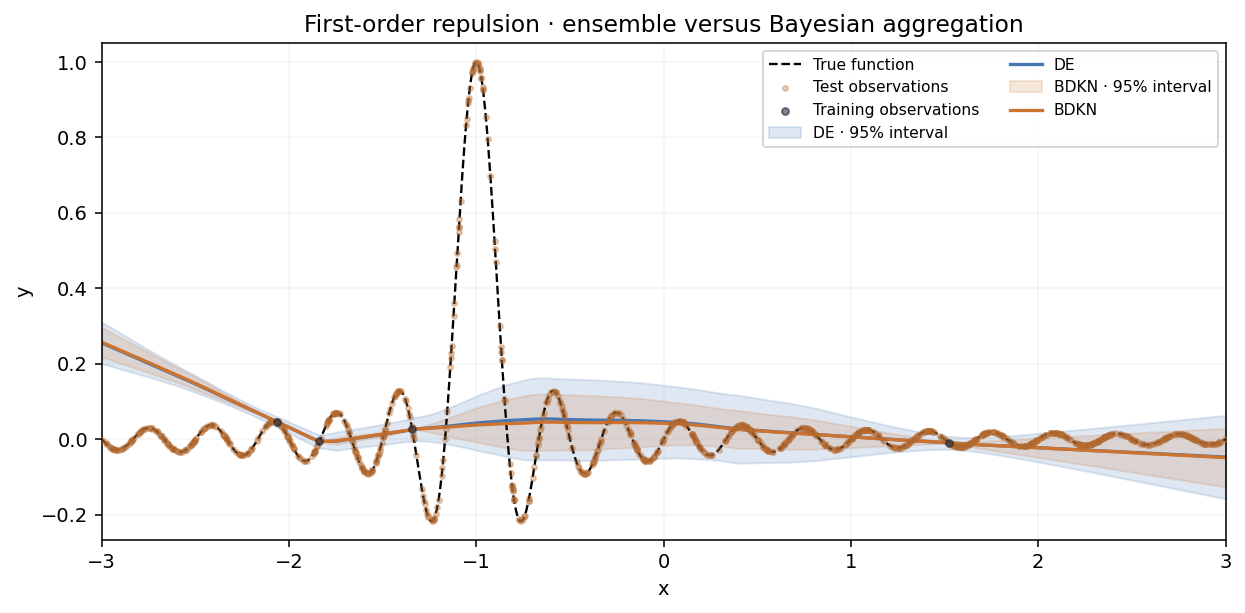 First-order repulsion · ensemble versus Bayesian aggregation
True function
Test observations
Training observations
DE · 95% interval
DE
BDKN · 95% interval
BDKN
y
1.0
0.8
0.6
0.4
0.2
0.0
−0.2
−3
−2
−1
0
1
2
3
x